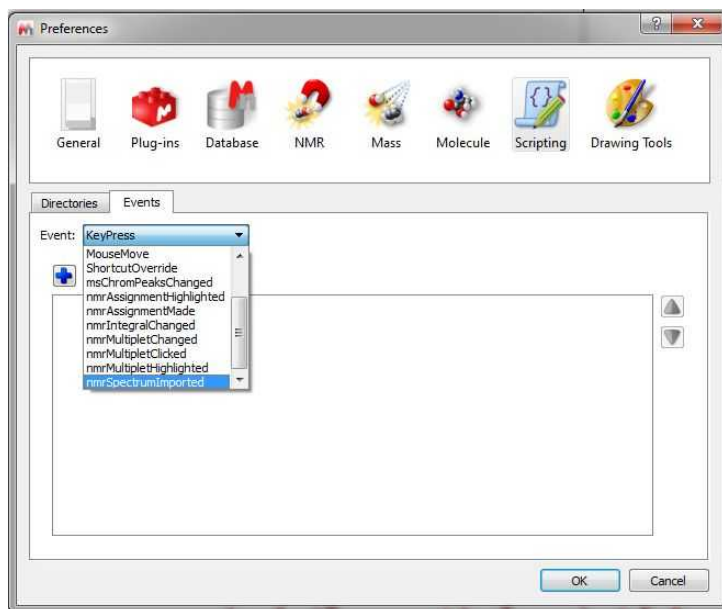 Preferences
General Plug-ins Database NMR Mass Molecule Scripting Drawing Tools
Directories Events
Event: KeyPress
MouseMove
ShortcutOverride
msChromPeaksChanged
nmrAssignmentHighlighted
nmrAssignmentMade
nmrIntegralChanged
nmrMultipletChanged
nmrMultipletClicked
nmrMultipletHighlighted
nmrSpectrumImported
OK Cancel